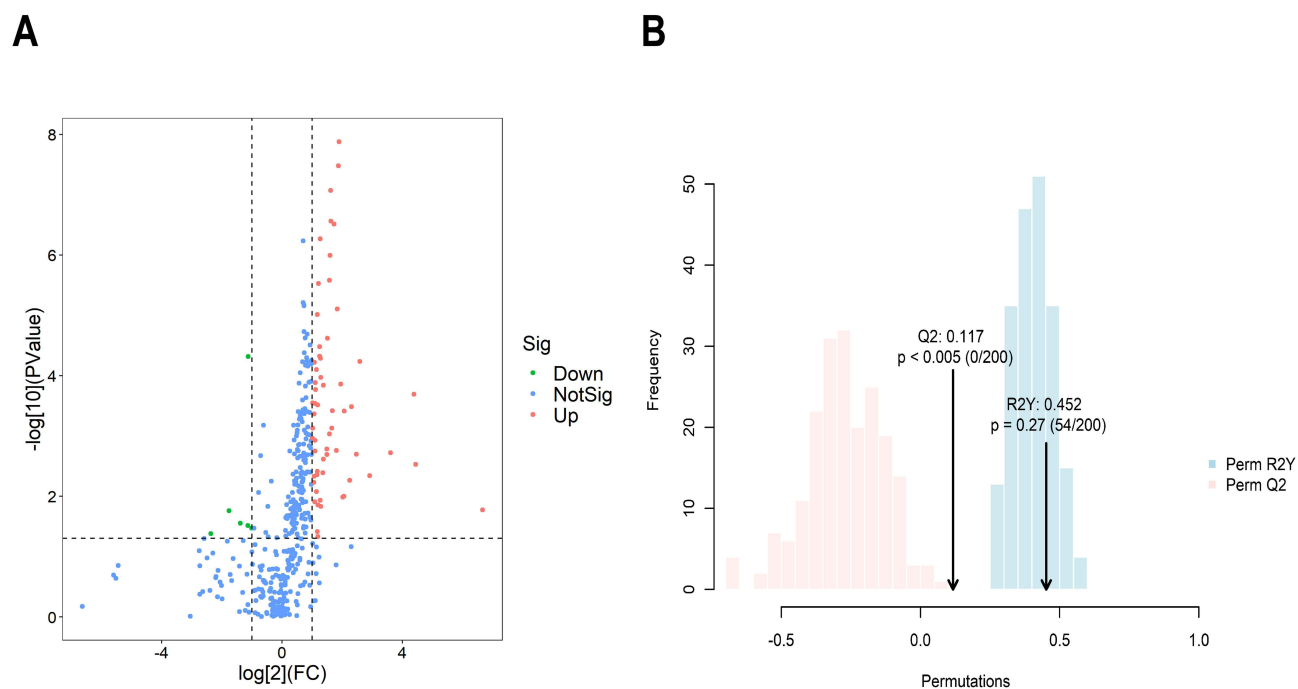 A
B
8
6
4
2
0
-log[10](PValue)
-4
0
4
log[2](FC)
Sig
Down
NotSig
Up
50
40
30
20
10
0
Frequency
Q2: 0.117
p < 0.005 (0/200)
R2Y: 0.452
p = 0.27 (54/200)
Perm R2Y
Perm Q2
-0.5
0.0
0.5
1.0
Permutations